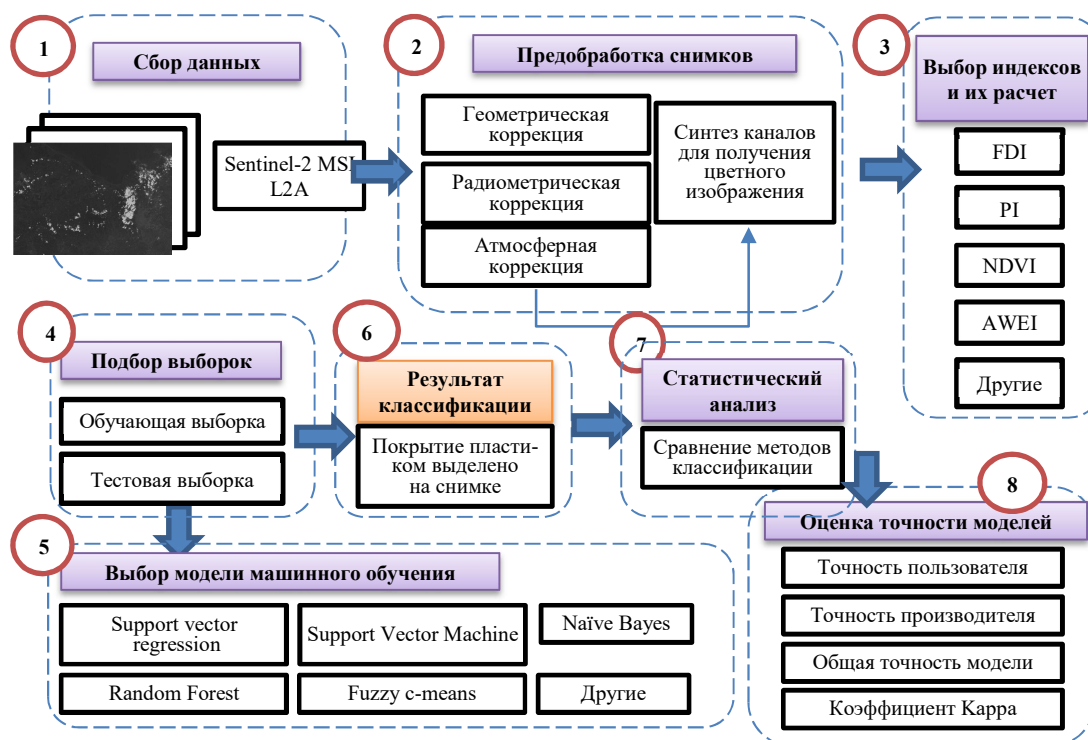 1
Сбор данных
Sentinel-2 MSI
L2A
2
Предобработка снимков
Геометрическая
коррекция
Радиометрическая
коррекция
Атмосферная
коррекция
Синтез каналов
для получения
цветного
изображения
3
Выбор индексов
и их расчет
FDI
PI
NDVI
AWEI
Другие
4
Подбор выборок
Обучающая выборка
Тестовая выборка
6
Результат
классификации
Покрытие пласти-
ком выделено
на снимке
7
Статистический
анализ
Сравнение методов
классификации
5
Выбор модели машинного обучения
Support vector
regression
Support Vector Machine
Naïve Bayes
Random Forest
Fuzzy c-means
Другие
8
Оценка точности моделей
Точность пользователя
Точность производителя
Общая точность модели
Коэффициент Kappa